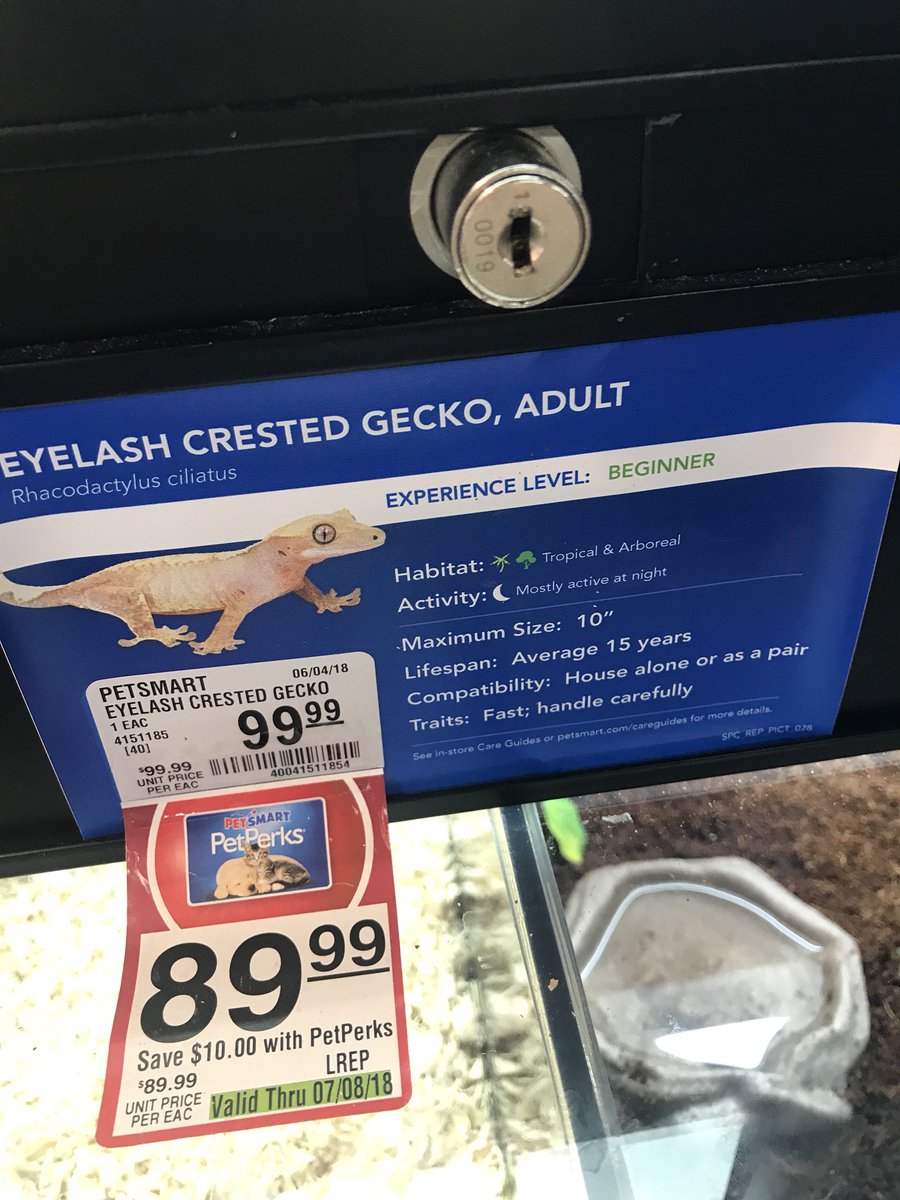 18
0019
EYELASH CRESTED GECKO, ADULT
Rhacodactylus ciliatus
EXPERIENCE LEVEL: BEGINNER
Habitat: Tropical & Arboreal
Activity: Mostly active at night
Maximum Size: 10"
Lifespan: Average 15 years
Compatibility: House alone or as a pair
Traits: Fast; handle carefully
See in-store Care Guides or petsmart.com/careguides for more details.
SPC REP PICT 078
PETSMART 06/04/18
EYELASH CRESTED GECKO
1 EAC
4151185
[40]
99.99
$99.99
UNIT PRICE
PER EAC
40041511854
PETSMART
PetPerks
89.99
Save $10.00 with PetPerks
LREP
$89.99
UNIT PRICE
PER EAC
Valid Thru 07/08/18